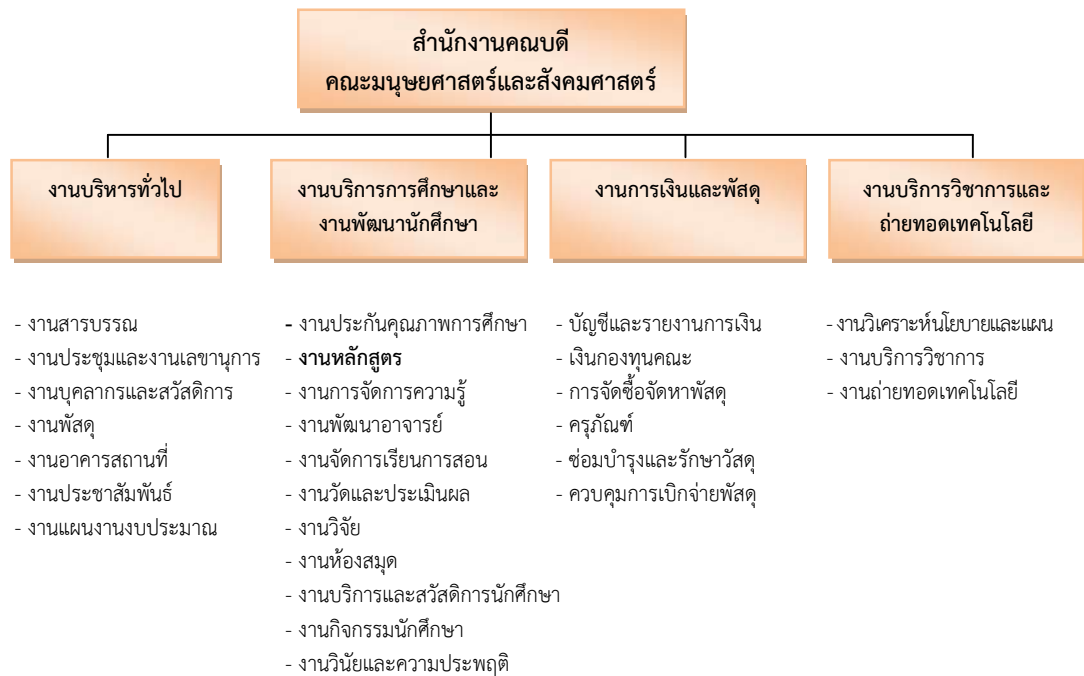 สำนักงานคณบดี
คณะมนุษยศาสตร์และสังคมศาสตร์
งานบริหารทั่วไป
งานบริการการศึกษาและ
งานพัฒนานักศึกษา
งานการเงินและพัสดุ
งานบริการวิชาการและ
ถ่ายทอดเทคโนโลยี
- งานสารบรรณ
- งานประชุมและงานเลขานุการ
- งานบุคลากรและสวัสดิการ
- งานพัสดุ
- งานอาคารสถานที่
- งานประชาสัมพันธ์
- งานแผนงานงบประมาณ
- งานประกันคุณภาพการศึกษา
- งานหลักสูตร
- งานการจัดการความรู้
- งานพัฒนาอาจารย์
- งานจัดการเรียนการสอน
- งานวัดและประเมินผล
- งานวิจัย
- งานห้องสมุด
- งานบริการและสวัสดิการนักศึกษา
- งานกิจกรรมนักศึกษา
- งานวินัยและความประพฤติ
- บัญชีและรายงานการเงิน
- เงินกองทุนคณะ
- การจัดซื้อจัดหาพัสดุ
- ครุภัณฑ์
- ซ่อมบำรุงและรักษาวัสดุ
- ควบคุมการเบิกจ่ายพัสดุ
- งานวิเคราะห์นโยบายและแผน
- งานบริการวิชาการ
- งานถ่ายทอดเทคโนโลยี